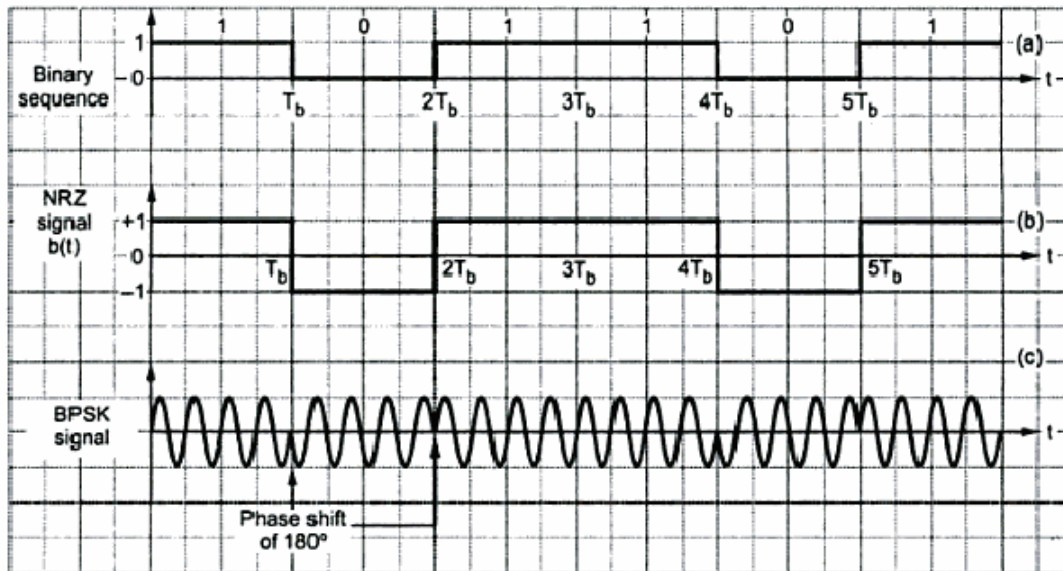 1 0 1 1 0 1
1 (a)
Binary
sequence
0 t
T_b 2T_b 3T_b 4T_b 5T_b
NRZ
signal
b(t)
+1 (b)
0 t
T_b 2T_b 3T_b 4T_b 5T_b
–1
(c)
BPSK
signal
t
Phase shift
of 180°